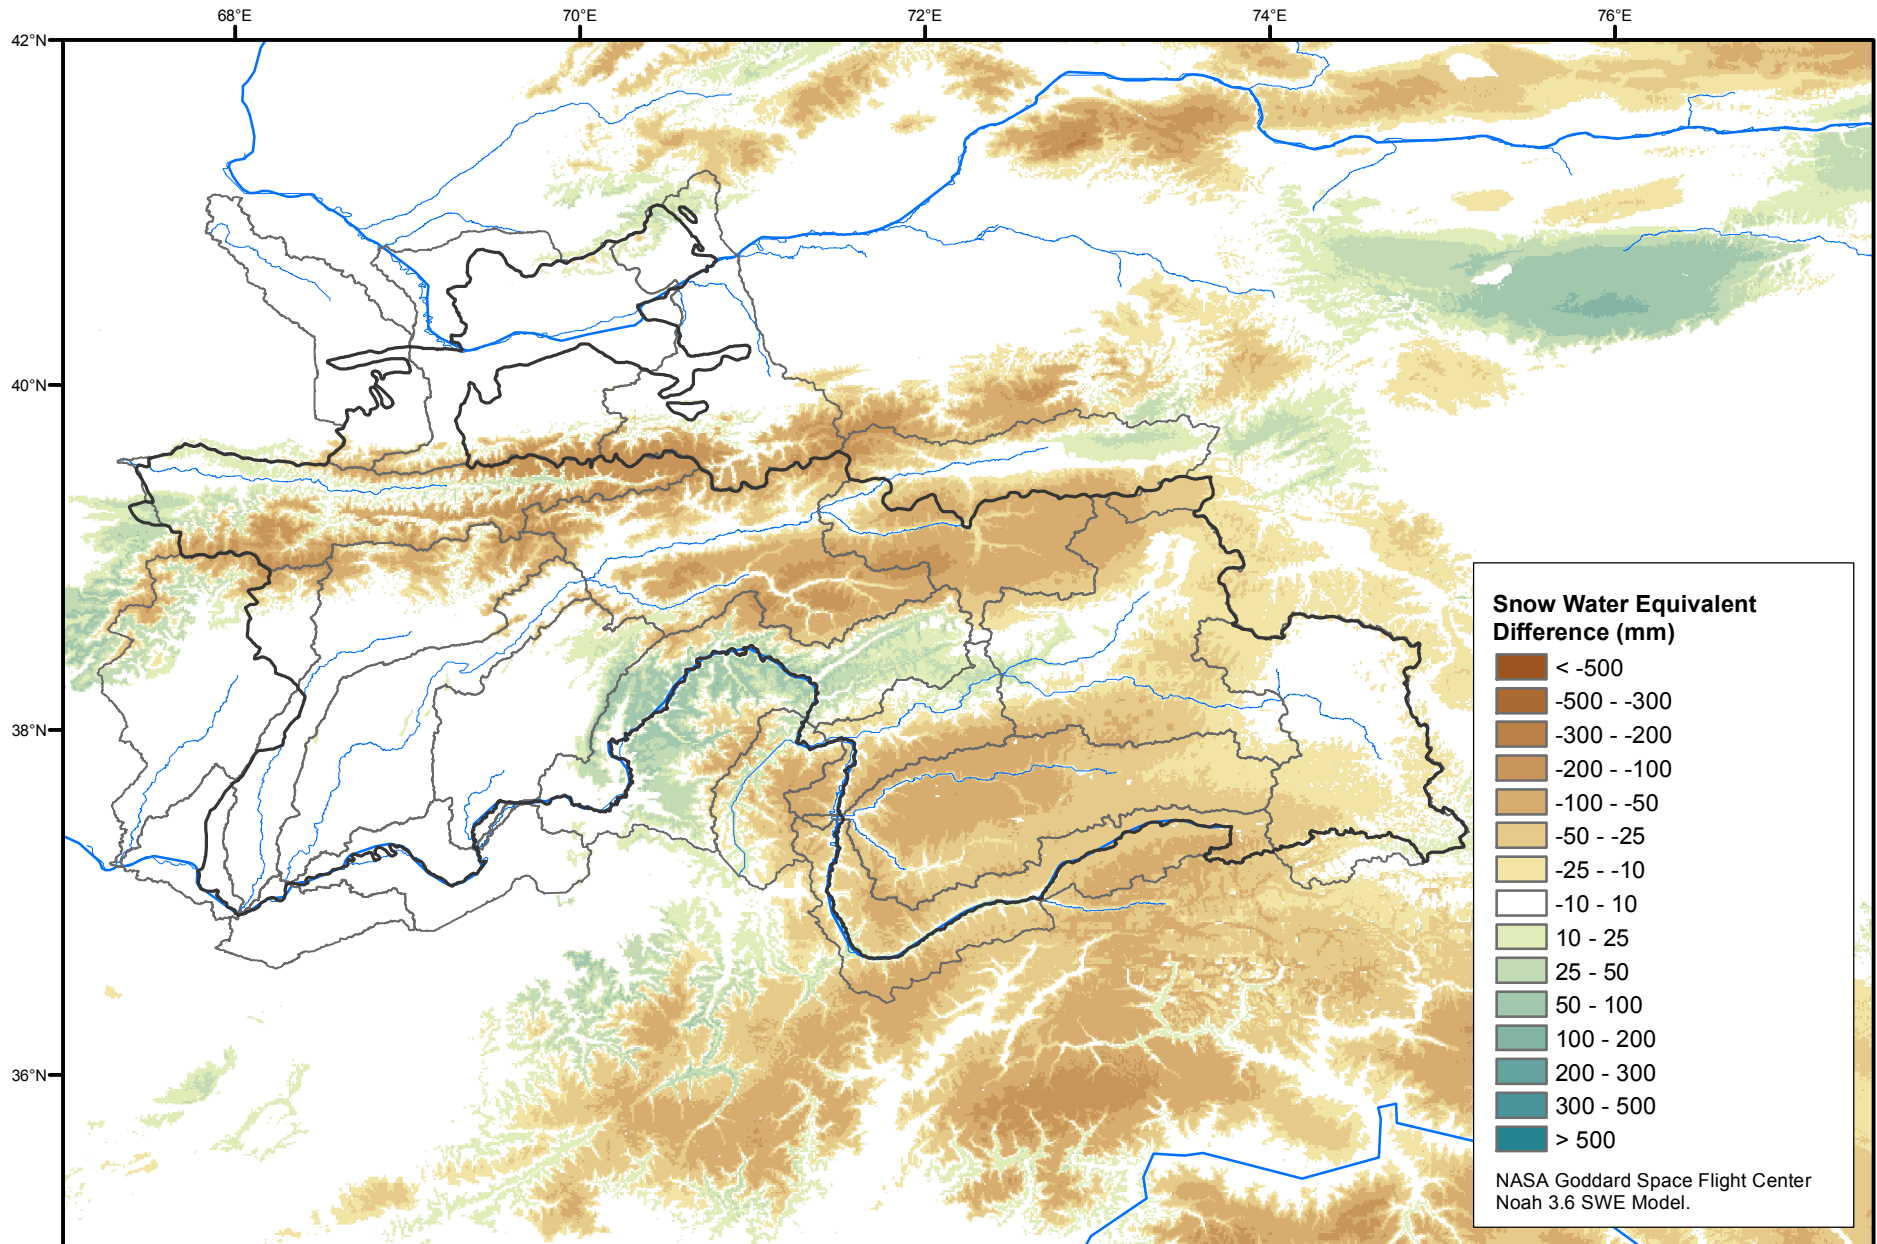 68°E
70°E
72°E
74°E
76°E
42°N
40°N
38°N
36°N
Snow Water Equivalent
Difference (mm)
< -500
-500 - -300
-300 - -200
-200 - -100
-100 - -50
-50 - -25
-25 - -10
-10 - 10
10 - 25
25 - 50
50 - 100
100 - 200
200 - 300
300 - 500
> 500
NASA Goddard Space Flight Center
Noah 3.6 SWE Model.